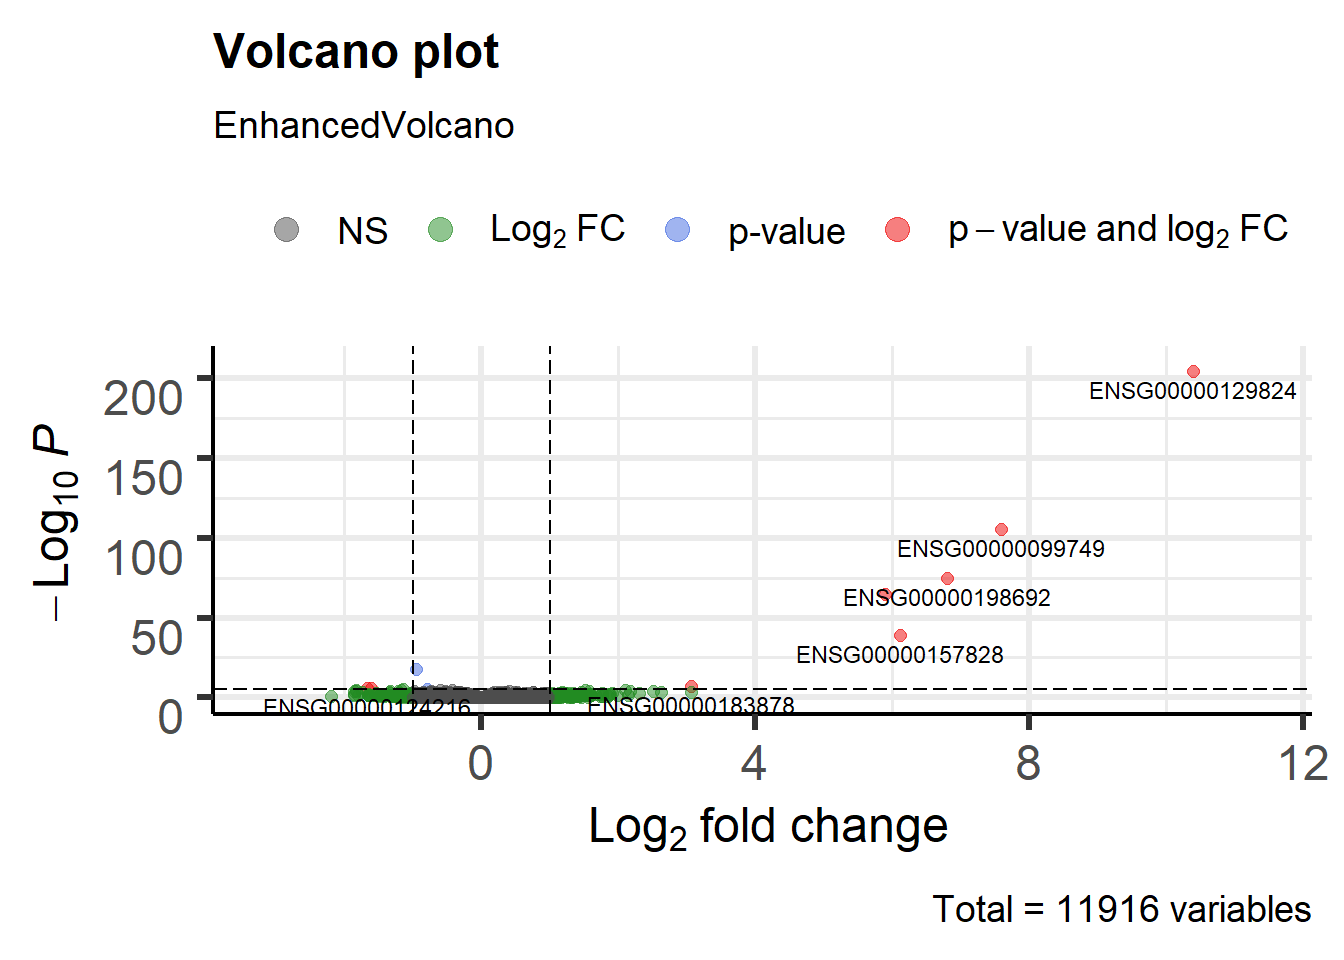 Volcano plot
EnhancedVolcano
NS Log₂ FC p-value p – value and log₂ FC
– Log₁₀ P
200
150
100
50
0
ENSG00000129824
ENSG00000099749
ENSG00000198692
ENSG00000157828
ENSG00000124216 ENSG00000183878
0 4 8 12
Log₂ fold change
Total = 11916 variables